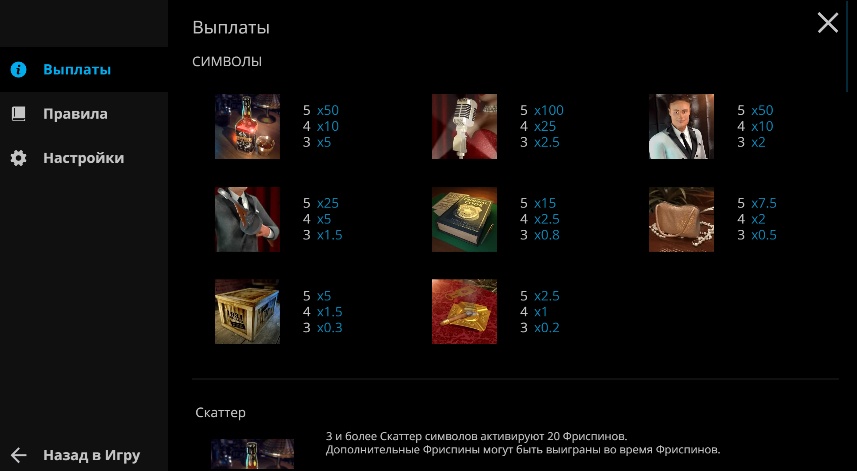 Выплаты
СИМВОЛЫ
Выплаты
Правила
Настройки
5 x50
4 x10
3 x5
5 x100
4 x25
3 x2.5
5 x50
4 x10
3 x2
5 x25
4 x5
3 x1.5
5 x15
4 x2.5
3 x0.8
5 x7.5
4 x2
3 x0.5
5 x5
4 x1.5
3 x0.3
5 x2.5
4 x1
3 x0.2
Скаттер
3 и более Скаттер символов активируют 20 Фриспинов.
Дополнительные Фриспины могут быть выиграны во время Фриспинов.
Назад в Игру